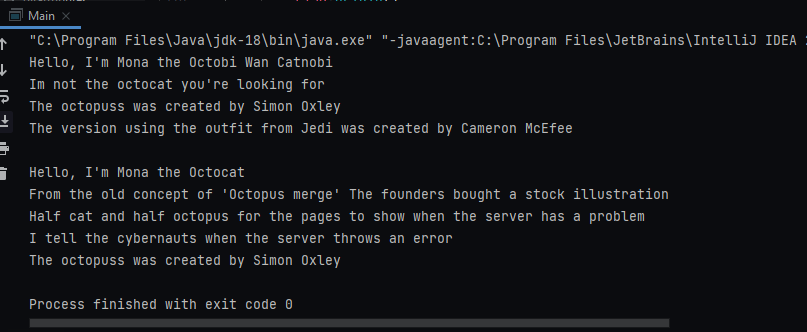 Main
"C:\Program Files\Java\jdk-18\bin\java.exe" "-javaagent:C:\Program Files\JetBrains\IntelliJ IDEA
Hello, I'm Mona the Octobi Wan Catnobi
Im not the octocat you're looking for
The octopuss was created by Simon Oxley
The version using the outfit from Jedi was created by Cameron McEfee
Hello, I'm Mona the Octocat
From the old concept of 'Octopus merge' The founders bought a stock illustration
Half cat and half octopus for the pages to show when the server has a problem
I tell the cybernauts when the server throws an error
The octopuss was created by Simon Oxley
Process finished with exit code 0